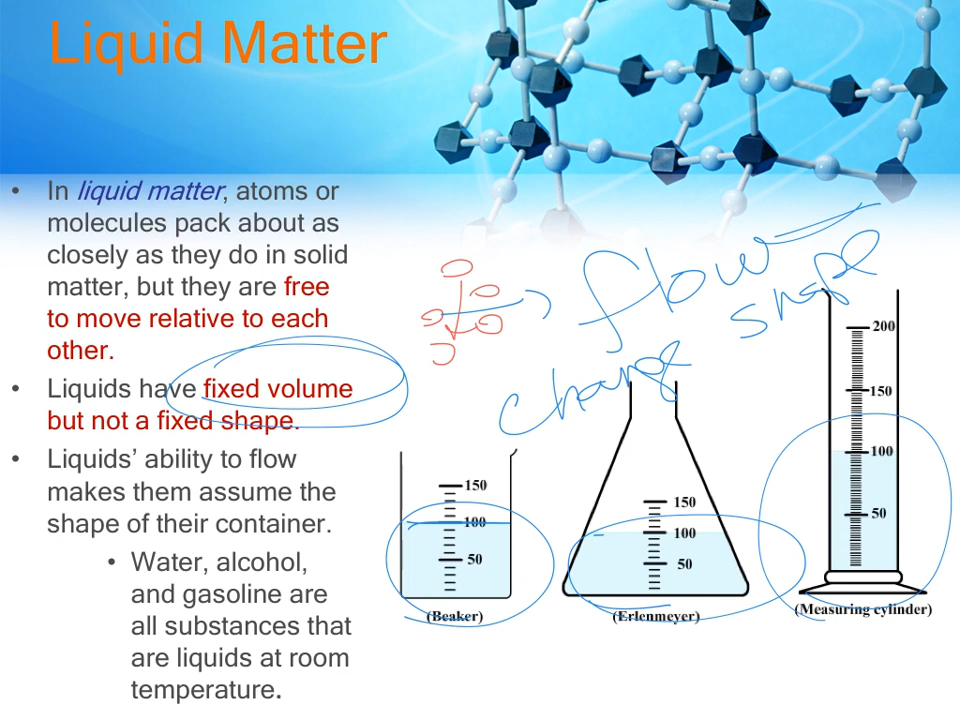 Liquid Matter
• In liquid matter, atoms or
molecules pack about as
closely as they do in solid
matter, but they are free
to move relative to each
other.
• Liquids have fixed volume
but not a fixed shape.
• Liquids’ ability to flow
makes them assume the
shape of their container.
• Water, alcohol,
and gasoline are
all substances that
are liquids at room
temperature.
flow
change shape
150
100
50
(Beaker)
150
100
50
(Erlenmeyer)
200
150
100
50
(Measuring cylinder)